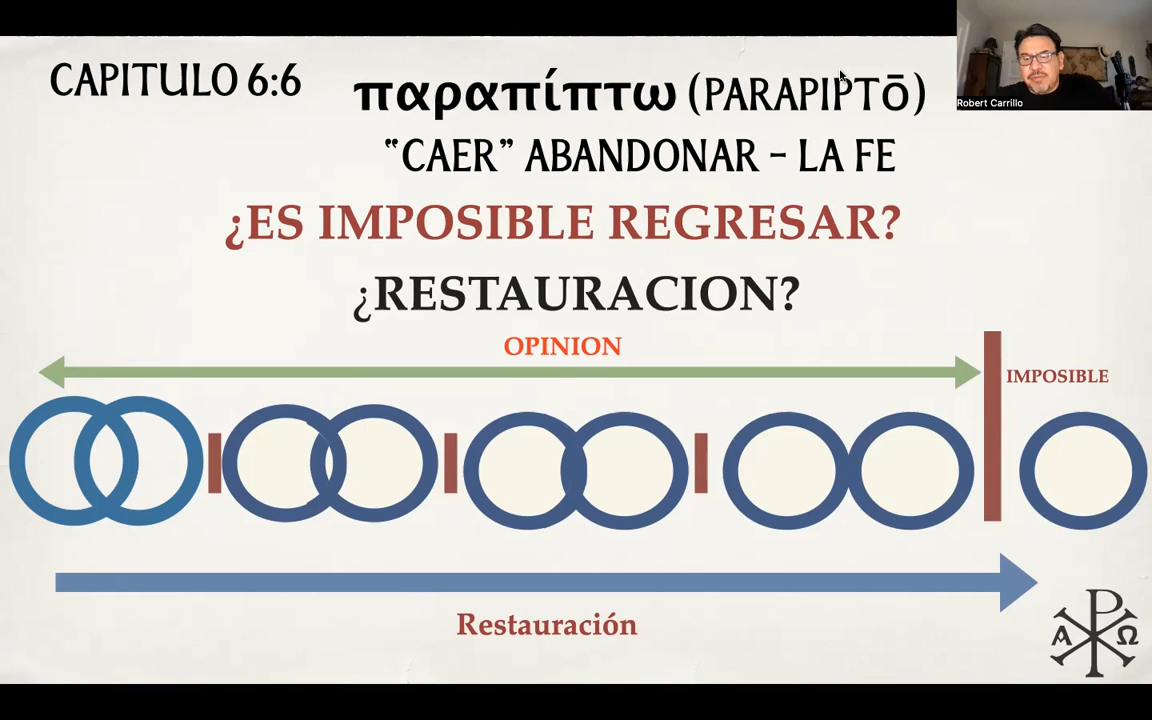 CAPITULO 6:6
παραπίπτω (PARAPIPTō)
“CAER” ABANDONAR – LA FE
¿ES IMPOSIBLE REGRESAR?
¿RESTAURACION?
OPINION
IMPOSIBLE
Restauración
Α Ω
Robert Carrillo